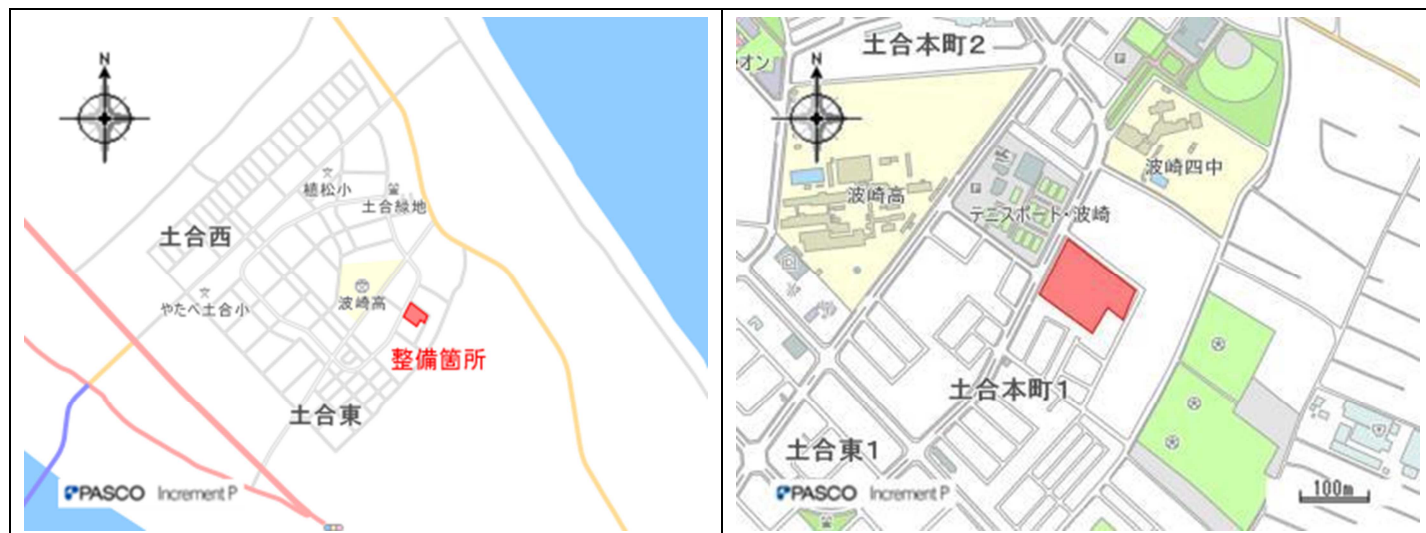 N
植松小
土合緑地
土合西
波崎高
やたべ土合小
整備箇所
土合東
PASCO Increment P
土合本町2
オン
N
波崎四中
波崎高
テニスポート・波崎
土合本町1
土合東1
PASCO Increment P
100m